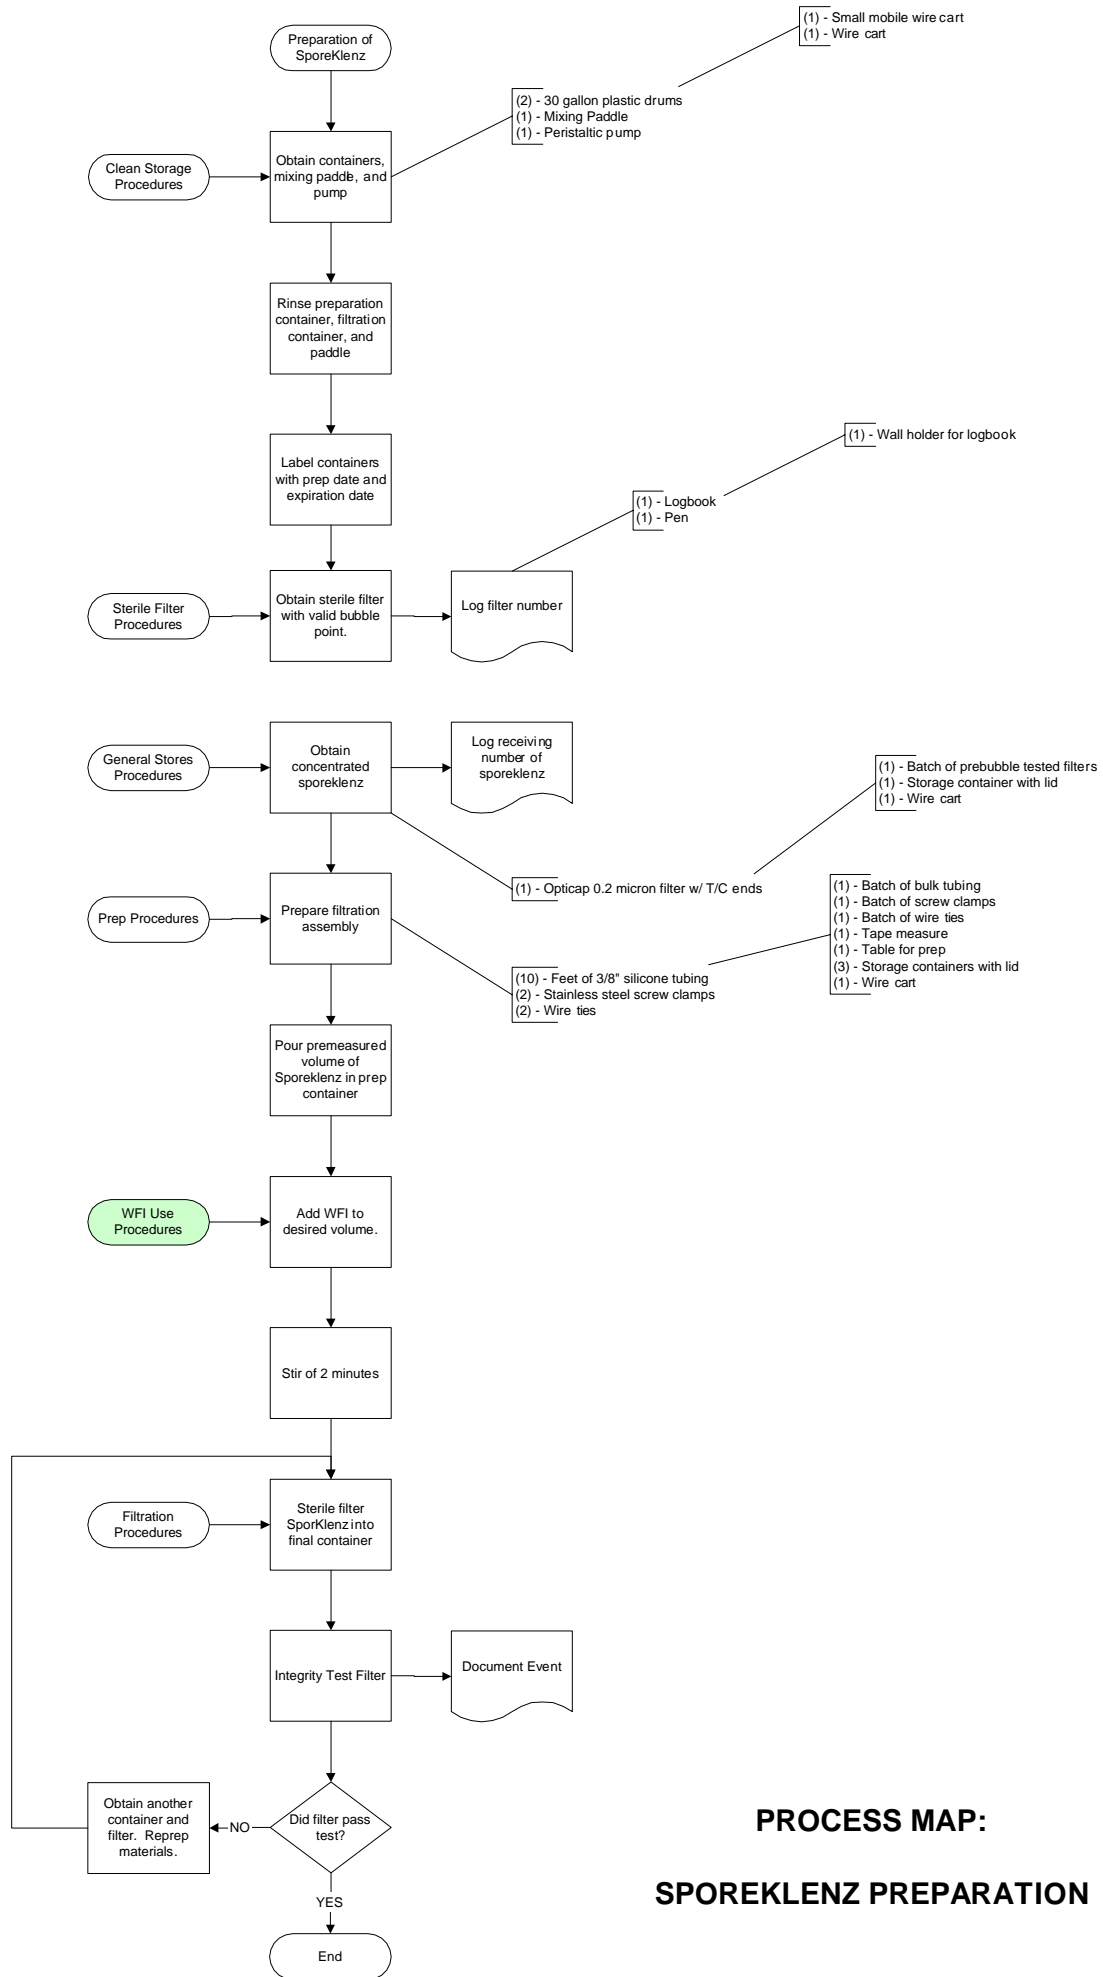 Preparation of
SporeKlenz
(1) - Small mobile wire cart
(1) - Wire cart
(2) - 30 gallon plastic drums
(1) - Mixing Paddle
(1) - Peristaltic pump
Clean Storage
Procedures
Obtain containers,
mixing paddle, and
pump
Rinse preparation
container, filtration
container, and
paddle
Label containers
with prep date and
expiration date
(1) - Wall holder for logbook
(1) - Logbook
(1) - Pen
Sterile Filter
Procedures
Obtain sterile filter
with valid bubble
point.
Log filter number
General Stores
Procedures
Obtain
concentrated
sporeklenz
Log receiving
number of
sporeklenz
(1) - Batch of prebubble tested filters
(1) - Storage container with lid
(1) - Wire cart
(1) - Opticap 0.2 micron filter w/ T/C ends
Prep Procedures
Prepare filtration
assembly
(1) - Batch of bulk tubing
(1) - Batch of screw clamps
(1) - Batch of wire ties
(1) - Tape measure
(1) - Table for prep
(3) - Storage containers with lid
(1) - Wire cart
(10) - Feet of 3/8" silicone tubing
(2) - Stainless steel screw clamps
(2) - Wire ties
Pour premeasured
volume of
Sporeklenz in prep
container
WFI Use
Procedures
Add WFI to
desired volume.
Stir of 2 minutes
Filtration
Procedures
Sterile filter
SporKlenz into
final container
Integrity Test Filter
Document Event
Obtain another
container and
filter. Reprep
materials.
NO
Did filter pass
test?
YES
End
PROCESS MAP:
SPOREKLENZ PREPARATION